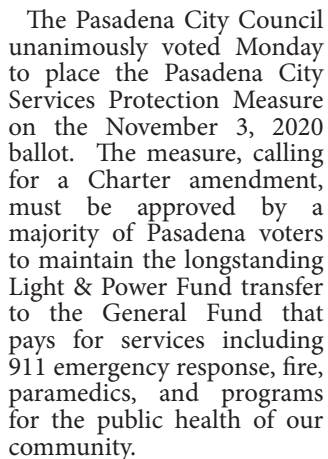 The Pasadena City Council
unanimously voted Monday
to place the Pasadena City
Services Protection Measure
on the November 3, 2020
ballot. The measure, calling
for a Charter amendment,
must be approved by a
majority of Pasadena voters
to maintain the longstanding
Light & Power Fund transfer
to the General Fund that
pays for services including
911 emergency response, fire,
paramedics, and programs
for the public health of our
community.